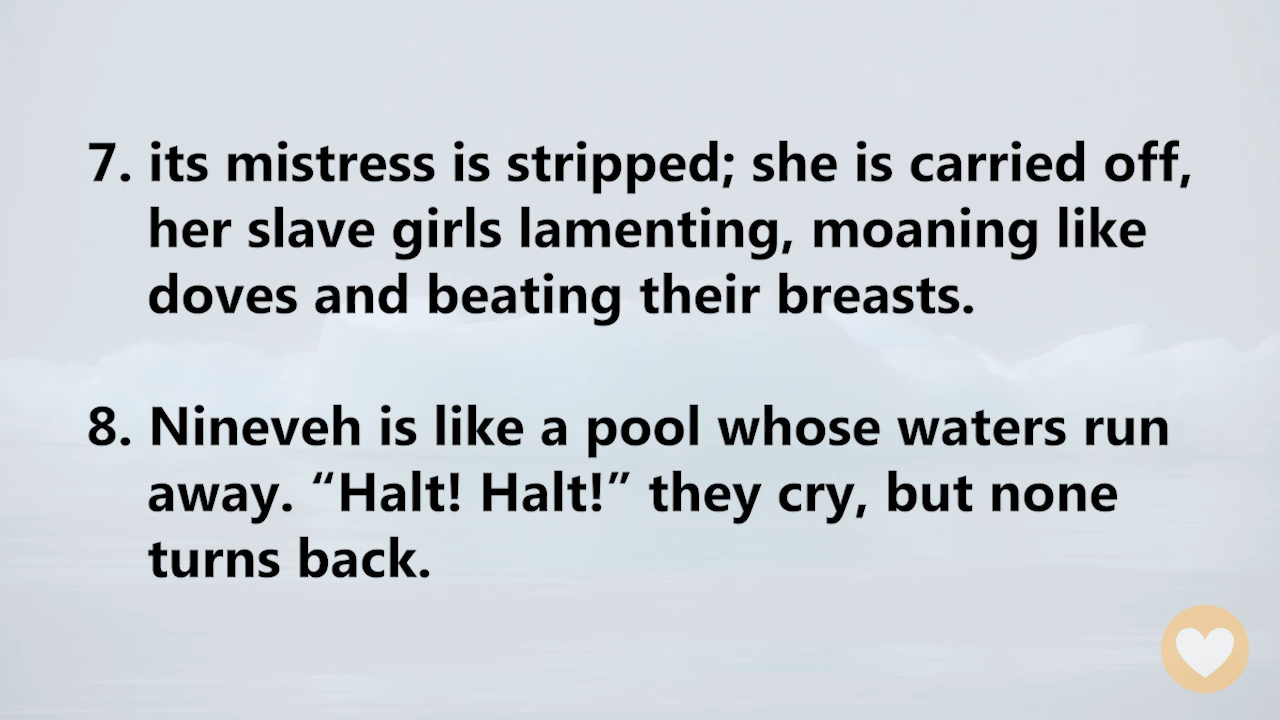 7. its mistress is stripped; she is carried off,
her slave girls lamenting, moaning like
doves and beating their breasts.
8. Nineveh is like a pool whose waters run
away. “Halt! Halt!” they cry, but none
turns back.